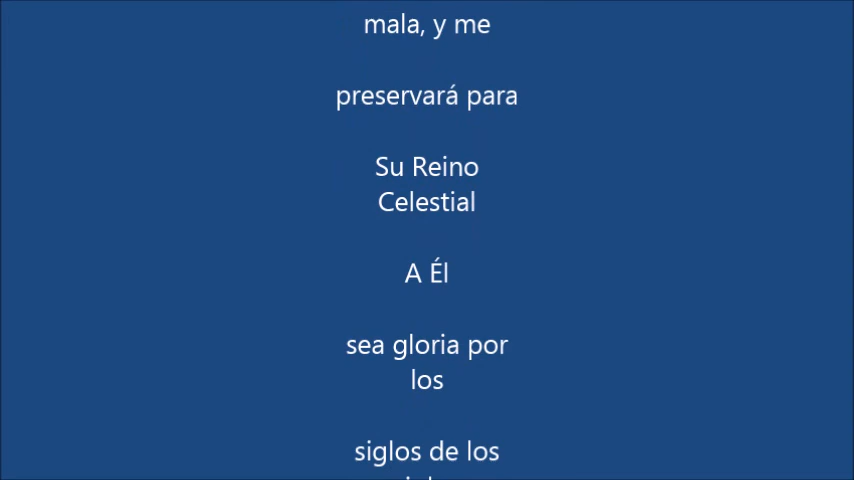 mala, y me
preservará para
Su Reino
Celestial
A Él
sea gloria por
los
siglos de los